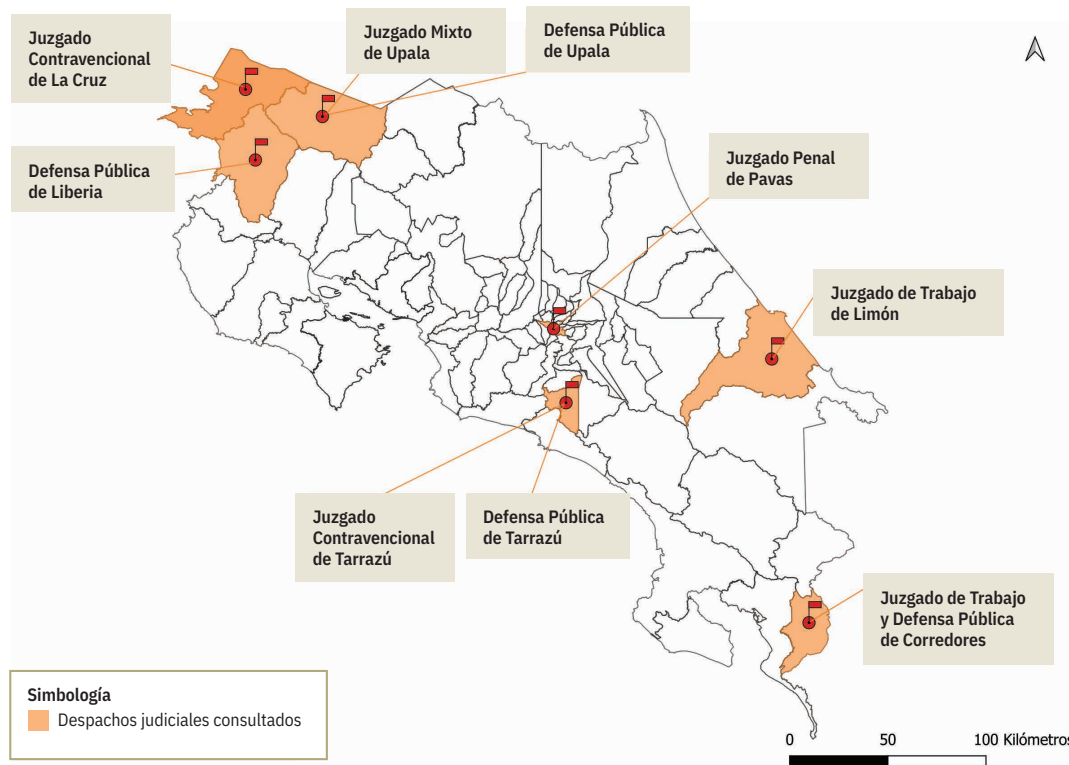 Juzgado
Contravencional
de La Cruz
Juzgado Mixto
de Upala
Defensa Pública
de Upala
Defensa Pública
de Liberia
Juzgado Penal
de Pavas
Juzgado de Trabajo
de Limón
Juzgado
Contravencional
de Tarrazú
Defensa Pública
de Tarrazú
Juzgado de Trabajo
y Defensa Pública
de Corredores
Simbología
Despachos judiciales consultados
0 50 100 Kilómetros